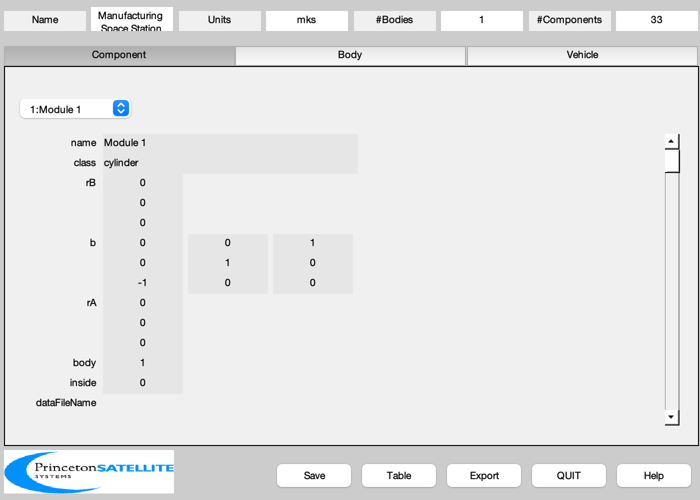 Name Manufacturing Space Station Units mks #Bodies 1 #Components 33
Component Body Vehicle
1:Module 1
name Module 1
class cylinder
rB 0
0
0
b 0 0 1
0 1 0
-1 0 0
rA 0
0
0
body 1
inside 0
dataFileName
PrincetonSATELLITE
SYSTEMS
Save Table Export QUIT Help